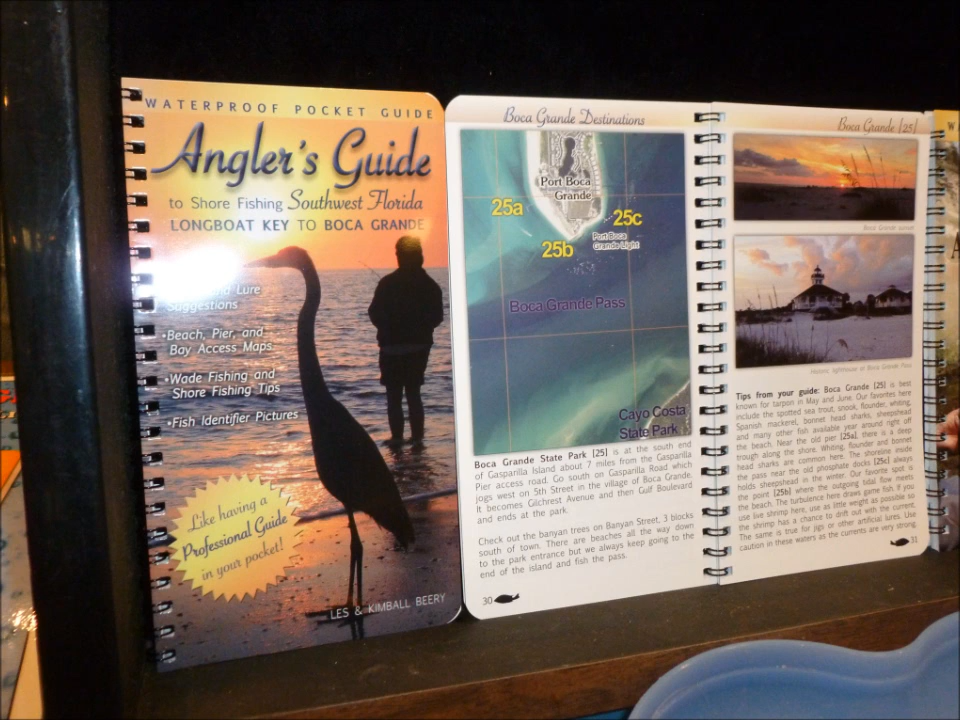 WATERPROOF POCKET GUIDE
Angler's Guide
to Shore Fishing Southwest Florida
LONGBOAT KEY TO BOCA GRANDE
Lure
Suggestions
•Beach, Pier, and
Bay Access Maps
•Wade Fishing and
Shore Fishing Tips
•Fish Identifier Pictures
Like having a
Professional Guide
in your pocket!
LES & KIMBALL BEERY
Boca Grande Destinations
Port Boca
Grande
25a
25c
25b
Port Boca
Grande Light
Boca Grande Pass
Cayo Costa
State Park
Boca Grande State Park [25] is at the south end
of Gasparilla Island about 7 miles from the Gasparilla
Pier access road. Go south on Gasparilla Road which
jogs west on 5th Street in the village of Boca Grande.
It becomes Gilchrest Avenue and then Gulf Boulevard
and ends at the park.
Check out the banyan trees on Banyan Street, 3 blocks
south of town. There are beaches all the way down
to the park entrance but we always keep going to the
end of the island and fish the pass.
30
Boca Grande [25]
Boca Grande sunset
Historic lighthouse at Boca Grande Pass
Tips from your guide: Boca Grande [25] is best
known for tarpon in May and June. Our favorites here
include the spotted sea trout, snook, flounder, whiting,
Spanish mackerel, bonnet head sharks, sheepshead
and many other fish available year around right off
the beach. Near the old pier [25a], there is a deep
trough along the shore. Whiting, flounder and bonnet
head sharks are common here. The shoreline inside
the pass near the old phosphate docks [25c] always
holds sheepshead in the winter. Our favorite spot is
the point [25b] where the outgoing tidal flow meets
the beach. The turbulence here draws game fish. If you
use live shrimp here, use as little weight as possible so
the shrimp has a chance to drift out with the current.
The same is true for jigs or other artificial lures. Use
caution in these waters as the currents are very strong.
31